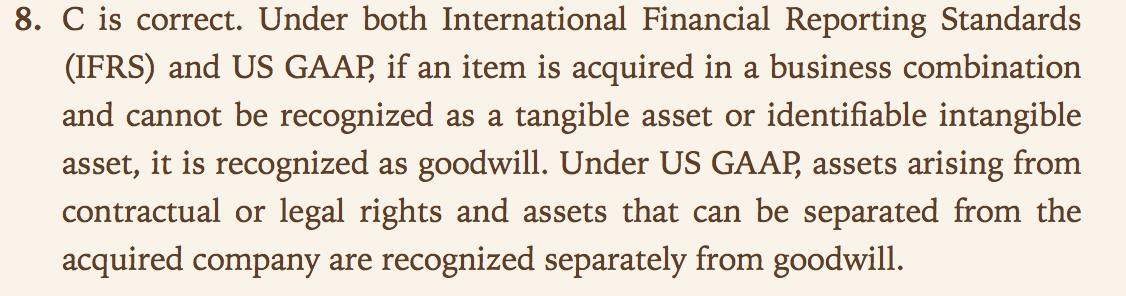 8. C is correct. Under both International Financial Reporting Standards
(IFRS) and US GAAP, if an item is acquired in a business combination
and cannot be recognized as a tangible asset or identifiable intangible
asset, it is recognized as goodwill. Under US GAAP, assets arising from
contractual or legal rights and assets that can be separated from the
acquired company are recognized separately from goodwill.